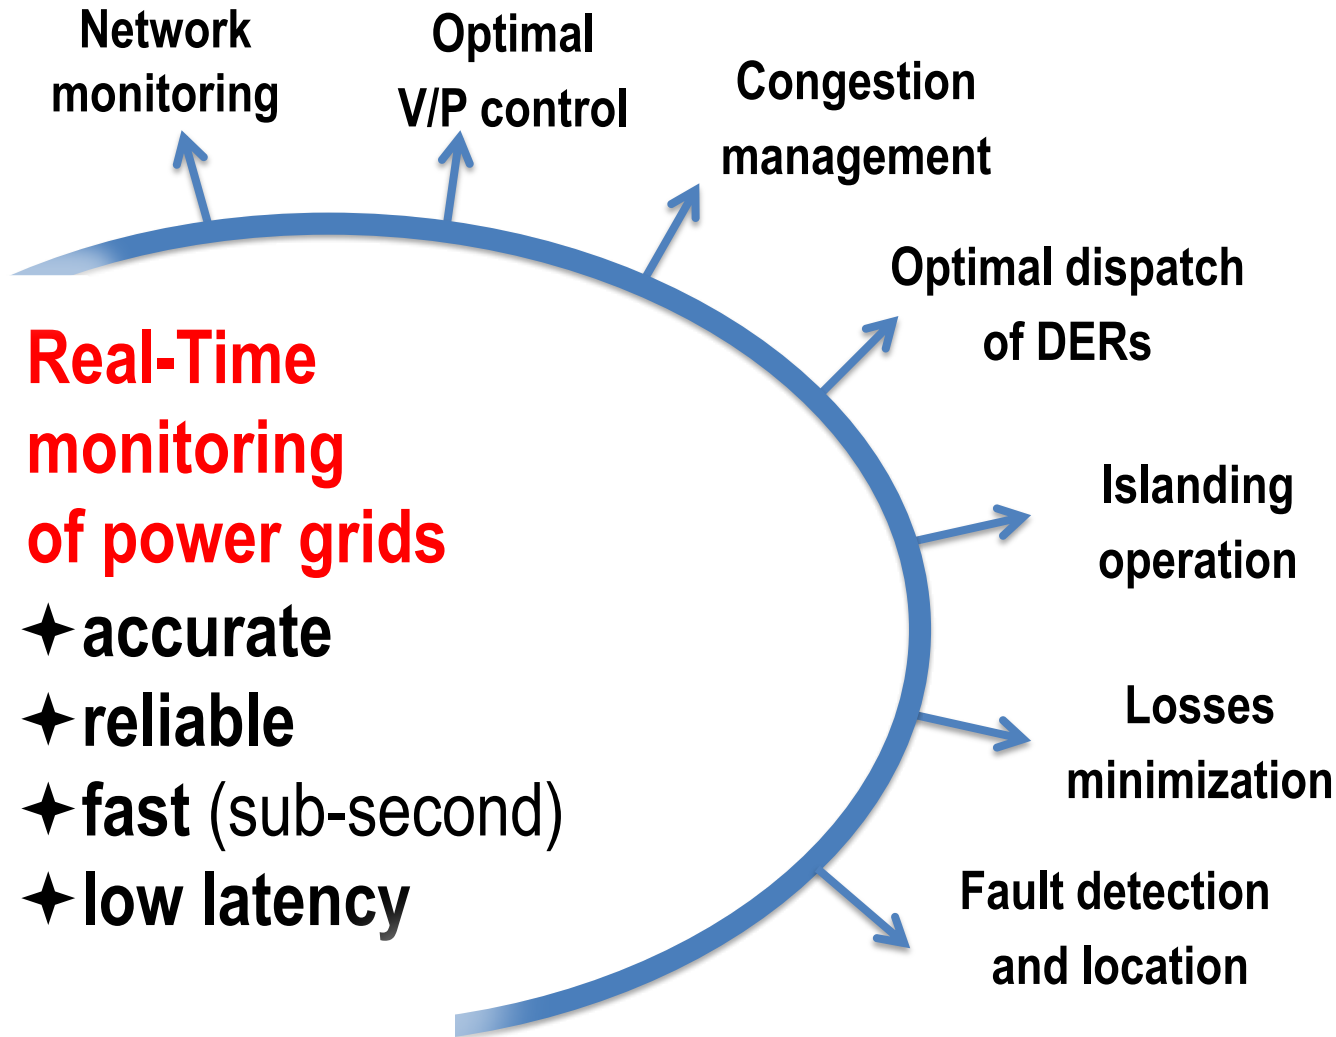 Network
monitoring
Optimal
V/P control
Congestion
management
Optimal dispatch
of DERs
Real-Time
monitoring
of power grids
accurate
reliable
fast (sub-second)
low latency
Islanding
operation
Losses
minimization
Fault detection
and location